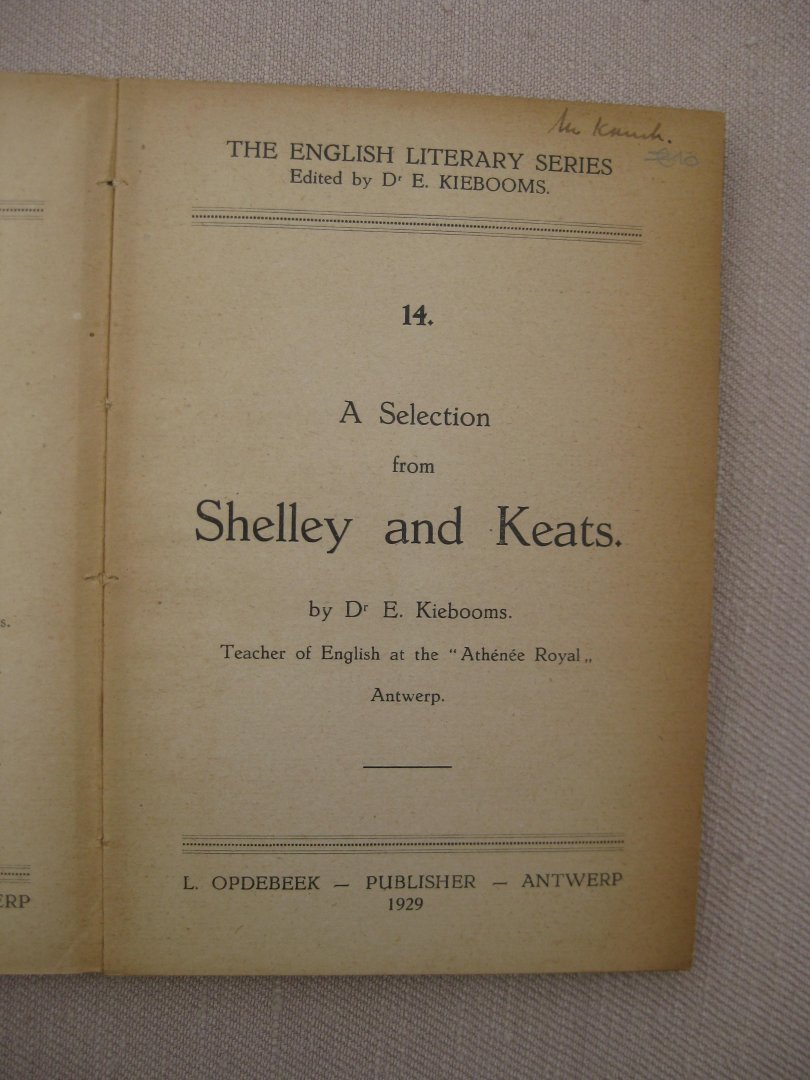 THE ENGLISH LITERARY SERIES
Edited by Dr E. KIEBOOMS.
14.
A Selection
from
Shelley and Keats.
by Dr E. Kiebooms.
Teacher of English at the “Athénée Royal„
Antwerp.
L. OPDEBEEK — PUBLISHER — ANTWERP
1929
s.
ERP